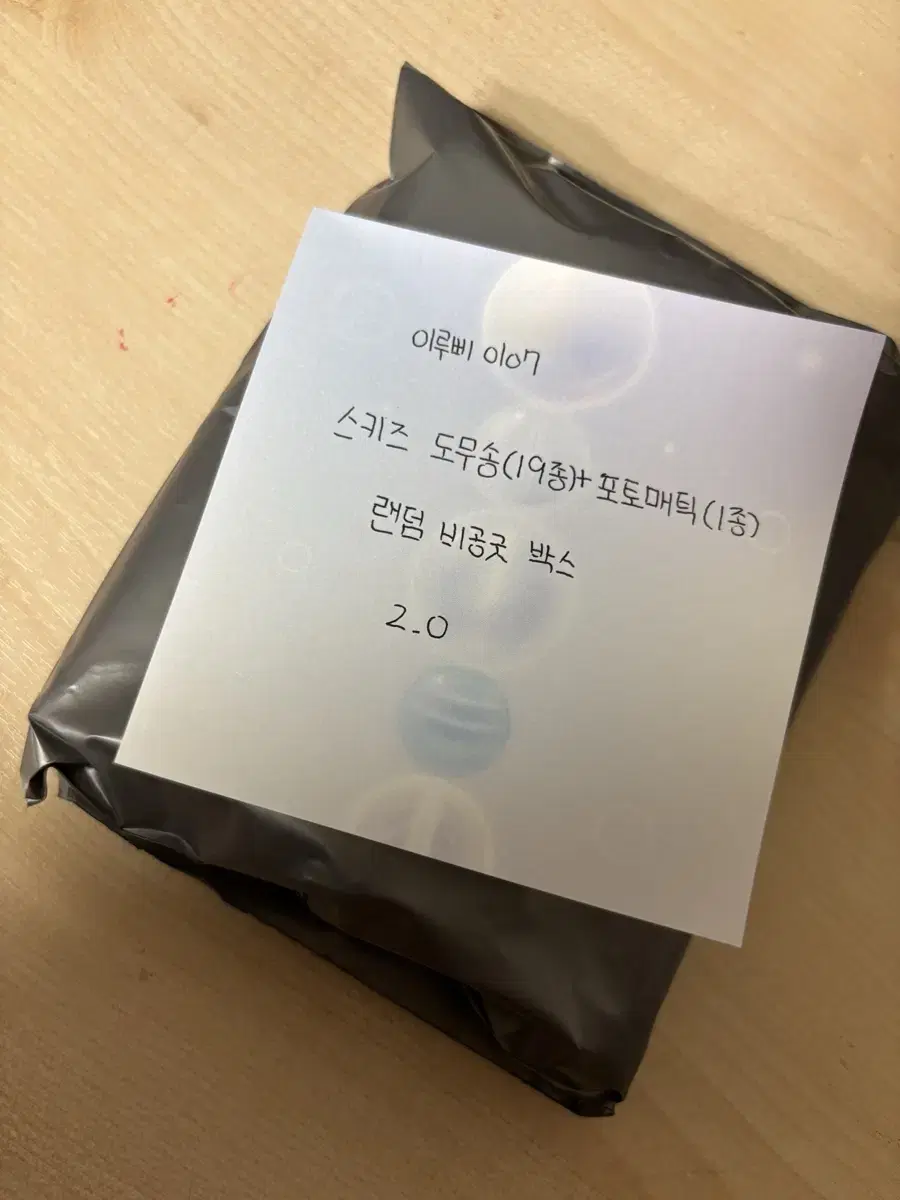 이루삐 0107
스키즈 도무송(19종)+ 포토매틱(1종)
랜덤 비공굿 박스
2.0